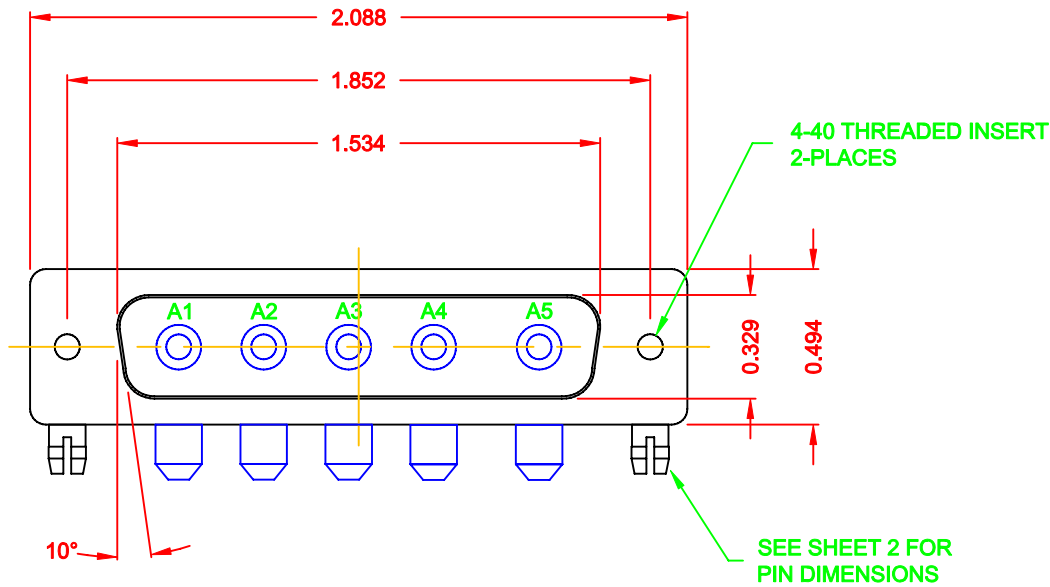 2.088
1.852
1.534
4-40 THREADED INSERT
2-PLACES
A1 A2 A3 A4 A5
0.329
0.494
10°
SEE SHEET 2 FOR
PIN DIMENSIONS